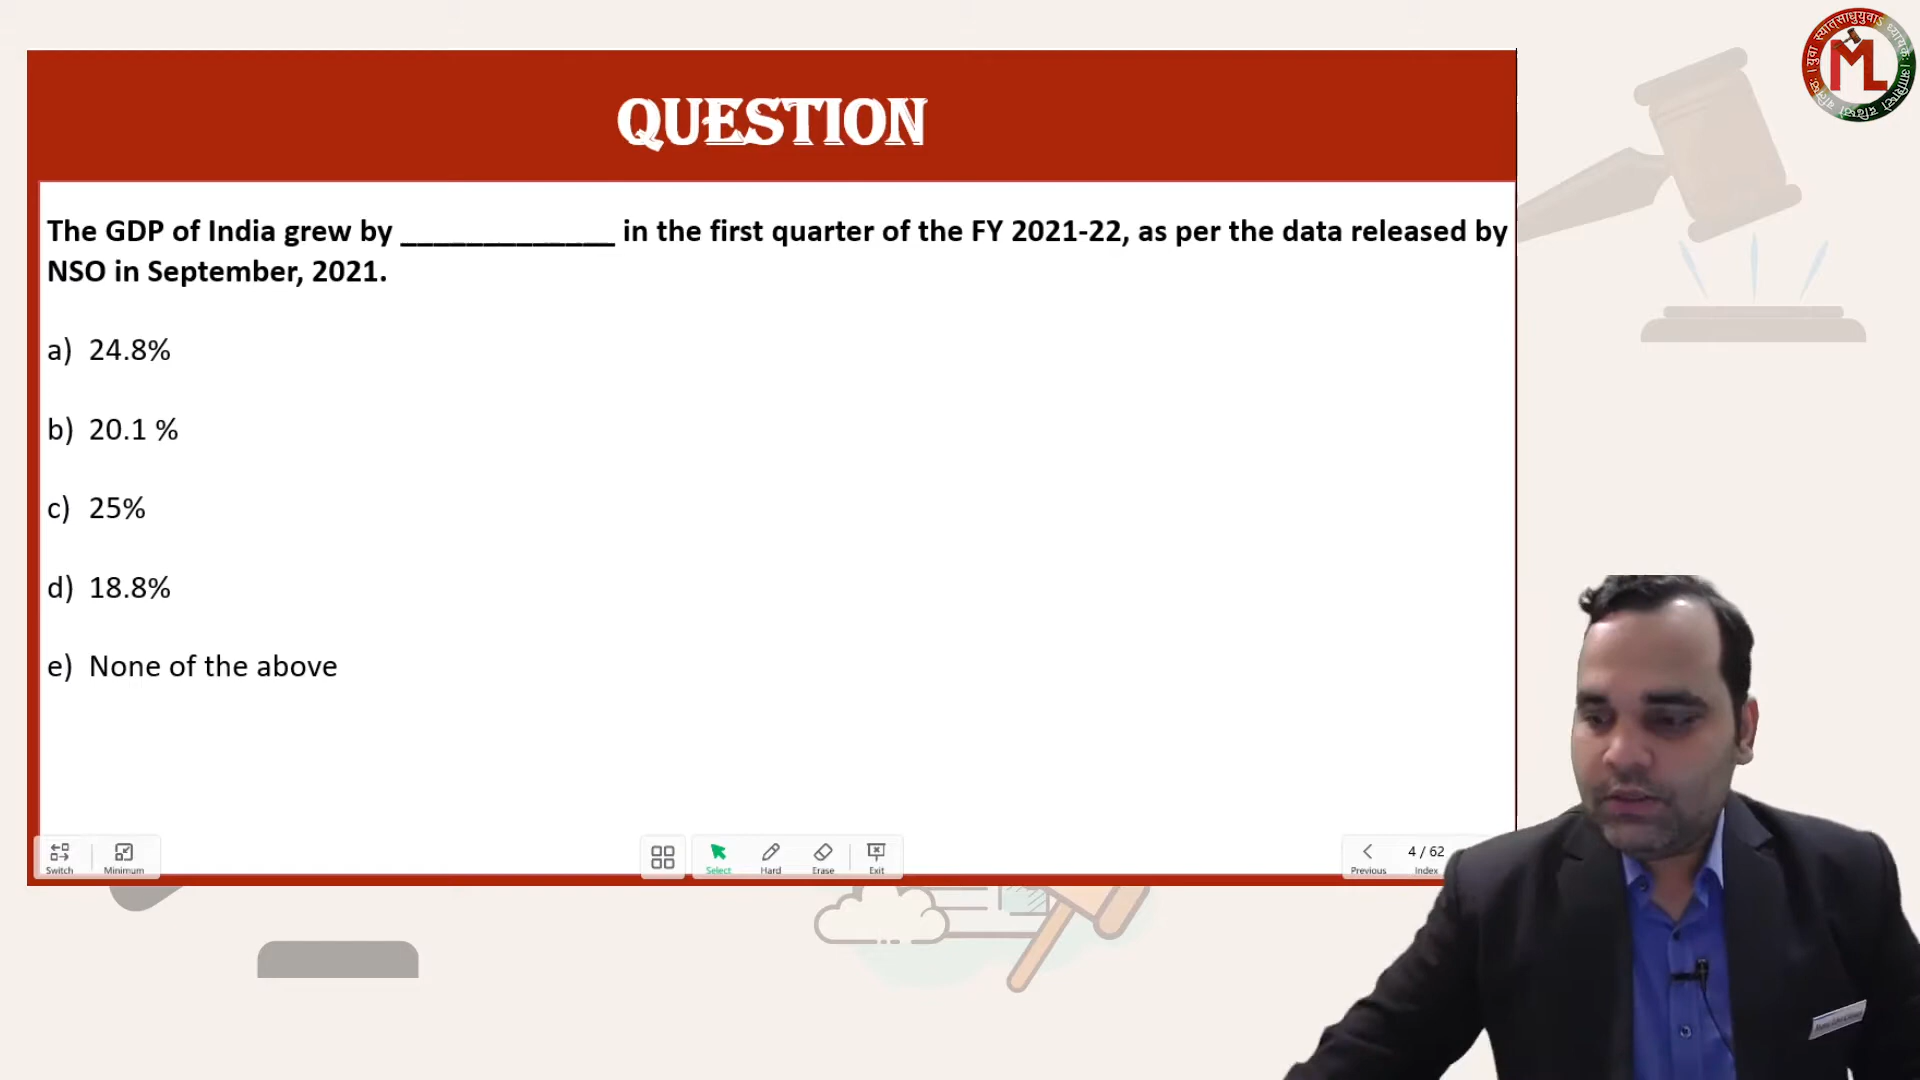 QUESTION
The GDP of India grew by _____________ in the first quarter of the FY 2021-22, as per the data released by
NSO in September, 2021.
a) 24.8%
b) 20.1 %
c) 25%
d) 18.8%
e) None of the above
Switch
Minimum
Select
Hard
Erase
Exit
Previous
4 / 62
Index
ML